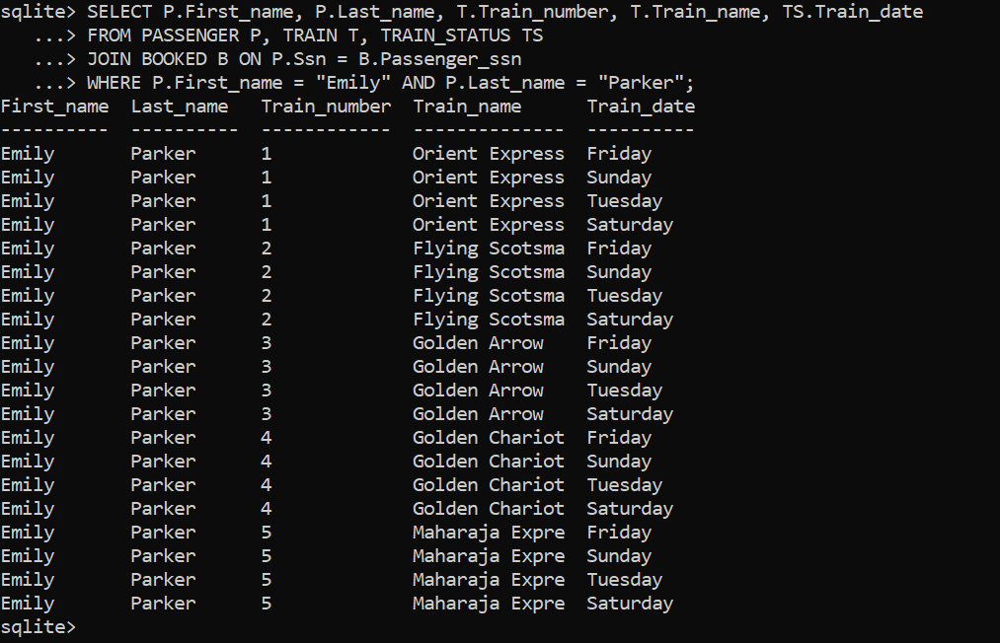 sqlite> SELECT P.First_name, P.Last_name, T.Train_number, T.Train_name, TS.Train_date
   ...> FROM PASSENGER P, TRAIN T, TRAIN_STATUS TS
   ...> JOIN BOOKED B ON P.Ssn = B.Passenger_ssn
   ...> WHERE P.First_name = "Emily" AND P.Last_name = "Parker";
First_name  Last_name   Train_number  Train_name      Train_date
----------  ----------  ------------  --------------  ----------
Emily       Parker      1             Orient Express  Friday
Emily       Parker      1             Orient Express  Sunday
Emily       Parker      1             Orient Express  Tuesday
Emily       Parker      1             Orient Express  Saturday
Emily       Parker      2             Flying Scotsma  Friday
Emily       Parker      2             Flying Scotsma  Sunday
Emily       Parker      2             Flying Scotsma  Tuesday
Emily       Parker      2             Flying Scotsma  Saturday
Emily       Parker      3             Golden Arrow    Friday
Emily       Parker      3             Golden Arrow    Sunday
Emily       Parker      3             Golden Arrow    Tuesday
Emily       Parker      3             Golden Arrow    Saturday
Emily       Parker      4             Golden Chariot  Friday
Emily       Parker      4             Golden Chariot  Sunday
Emily       Parker      4             Golden Chariot  Tuesday
Emily       Parker      4             Golden Chariot  Saturday
Emily       Parker      5             Maharaja Expre  Friday
Emily       Parker      5             Maharaja Expre  Sunday
Emily       Parker      5             Maharaja Expre  Tuesday
Emily       Parker      5             Maharaja Expre  Saturday
sqlite>